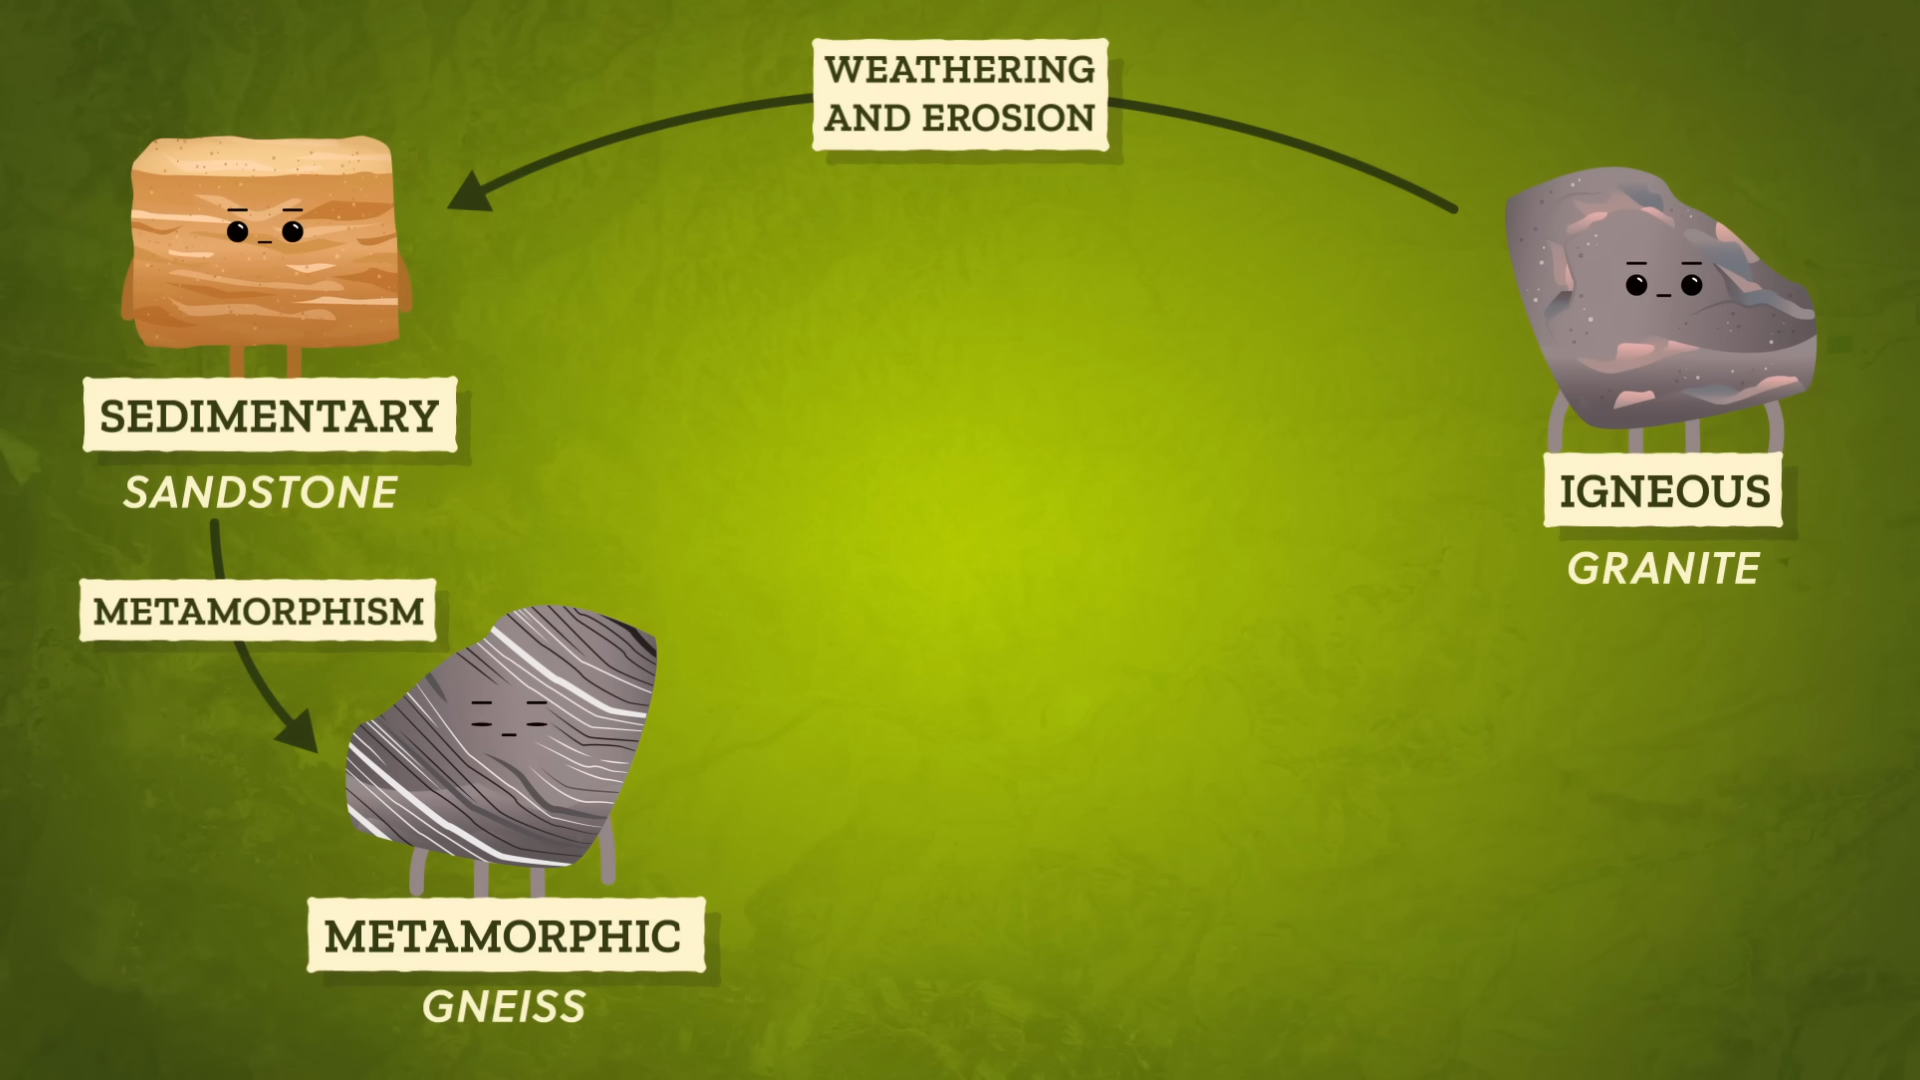 WEATHERING
AND EROSION
SEDIMENTARY
SANDSTONE
IGNEOUS
GRANITE
METAMORPHISM
METAMORPHIC
GNEISS